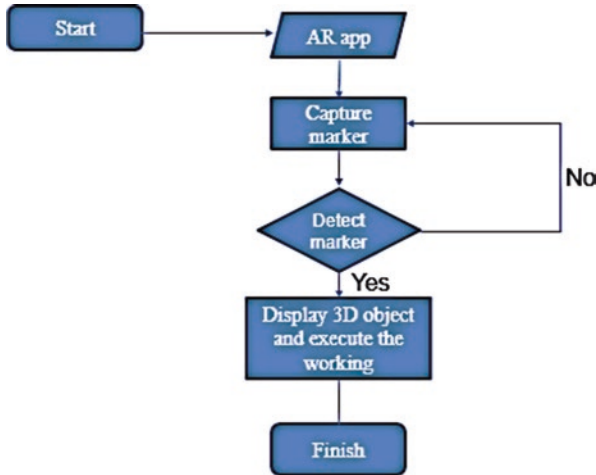 Start
AR app
Capture
marker
No
Detect
marker
Yes
Display 3D object
and execute the
working
Finish